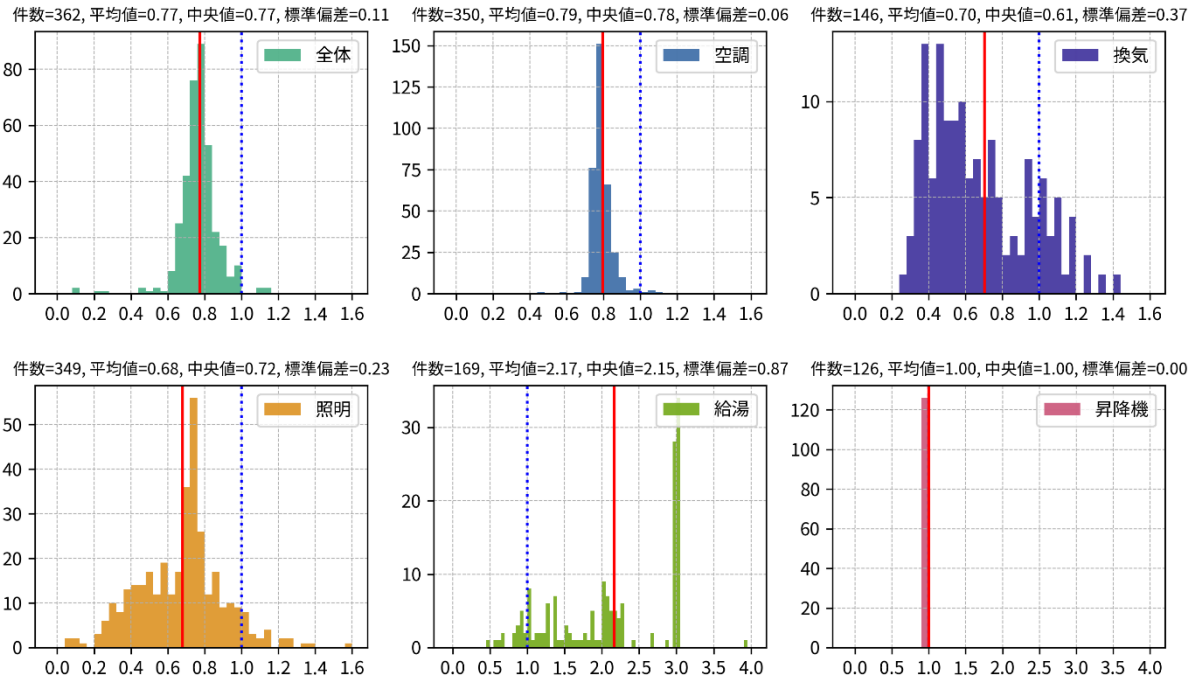 件数=362, 平均値=0.77, 中央値=0.77, 標準偏差=0.11
全体
80
60
40
20
0
0.0 0.2 0.4 0.6 0.8 1.0 1.2 1.4 1.6
件数=350, 平均値=0.79, 中央値=0.78, 標準偏差=0.06
空調
150
125
100
75
50
25
0
0.0 0.2 0.4 0.6 0.8 1.0 1.2 1.4 1.6
件数=146, 平均値=0.70, 中央値=0.61, 標準偏差=0.37
換気
10
5
0
0.0 0.2 0.4 0.6 0.8 1.0 1.2 1.4 1.6
件数=349, 平均値=0.68, 中央値=0.72, 標準偏差=0.23
照明
50
40
30
20
10
0
0.0 0.2 0.4 0.6 0.8 1.0 1.2 1.4 1.6
件数=169, 平均値=2.17, 中央値=2.15, 標準偏差=0.87
給湯
30
20
10
0
0.0 0.5 1.0 1.5 2.0 2.5 3.0 3.5 4.0
件数=126, 平均値=1.00, 中央値=1.00, 標準偏差=0.00
昇降機
120
100
80
60
40
20
0
0.0 0.5 1.0 1.5 2.0 2.5 3.0 3.5 4.0